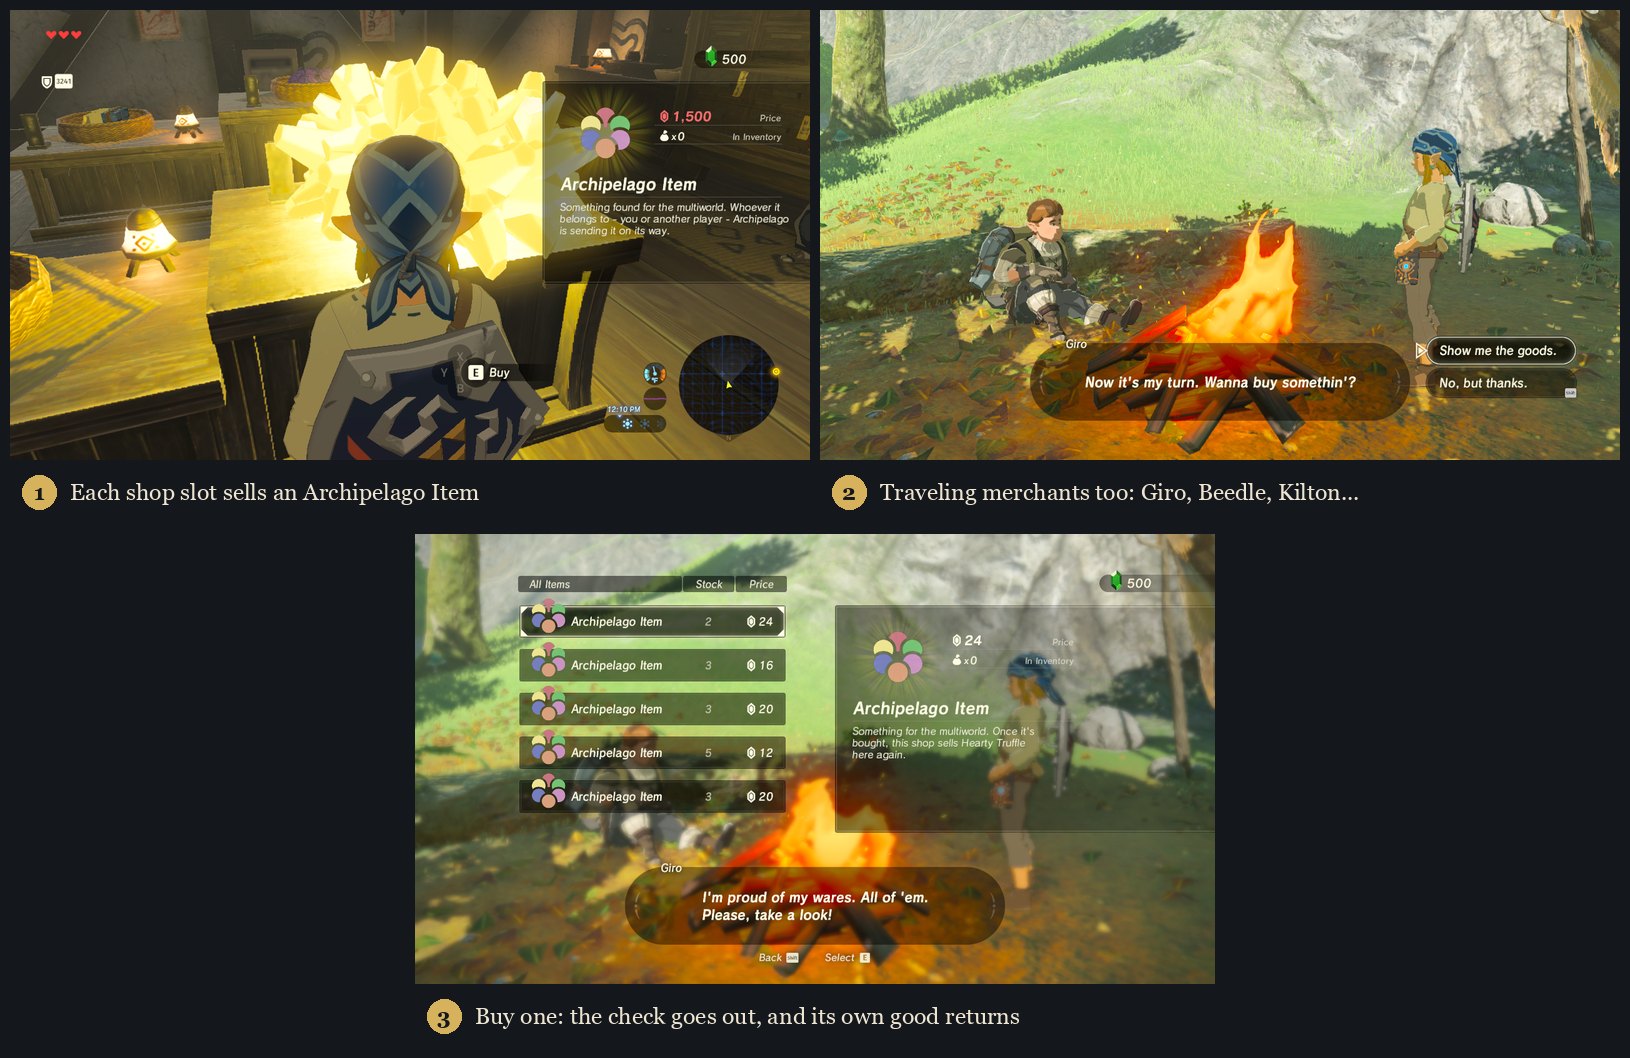 3241
500
1,500 Price
x0 In Inventory
Archipelago Item
Something found for the multiworld. Whoever it
belongs to - you or another player - Archipelago
is sending it on its way.
X
Y
B
E Buy
12:10 PM
N
1 Each shop slot sells an Archipelago Item
Giro
Now it's my turn. Wanna buy somethin'?
Show me the goods.
No, but thanks.
2 Traveling merchants too: Giro, Beedle, Kilton...
All Items Stock Price
Archipelago Item 2 24
Archipelago Item 3 16
Archipelago Item 3 20
Archipelago Item 5 12
Archipelago Item 3 20
500
24 Price
x0 In Inventory
Archipelago Item
Something for the multiworld. Once it's
bought, this shop sells Hearty Truffle
here again.
Giro
I'm proud of my wares. All of 'em.
Please, take a look!
Back Select E
3 Buy one: the check goes out, and its own good returns